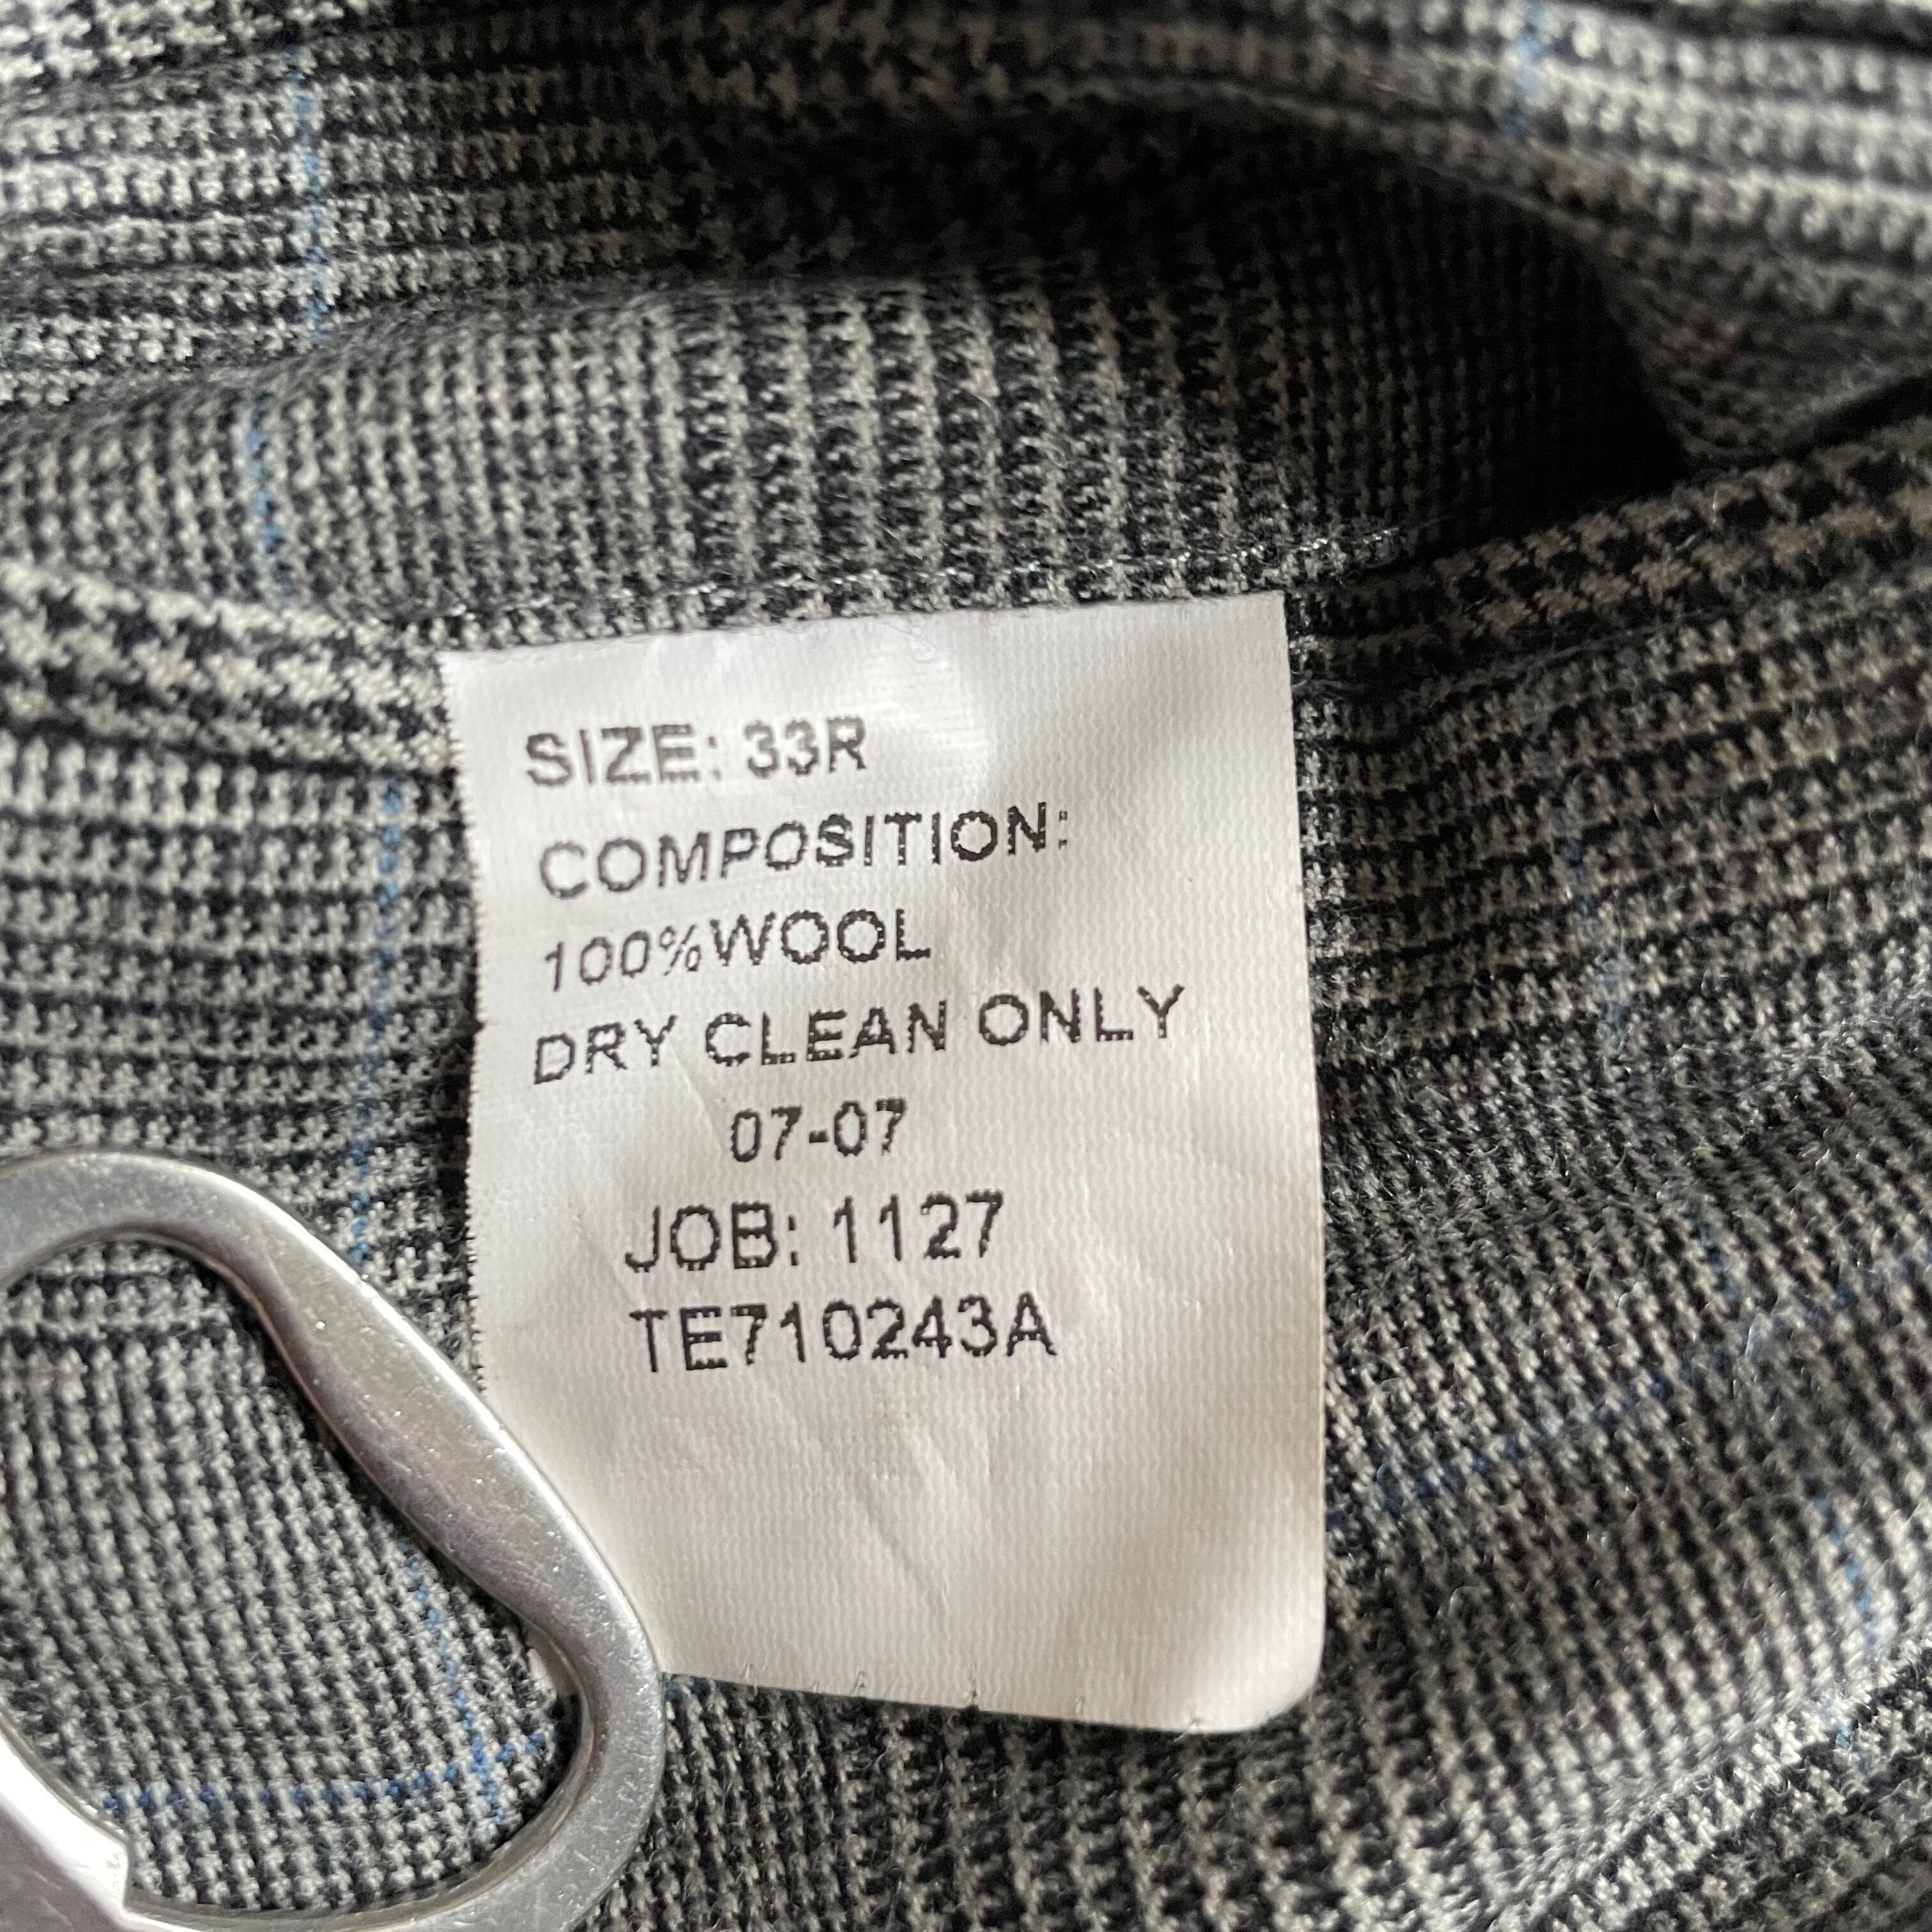 SIZE: 33R
COMPOSITION:
100%WOOL
DRY CLEAN ONLY
07-07
JOB: 1127
TE710243A